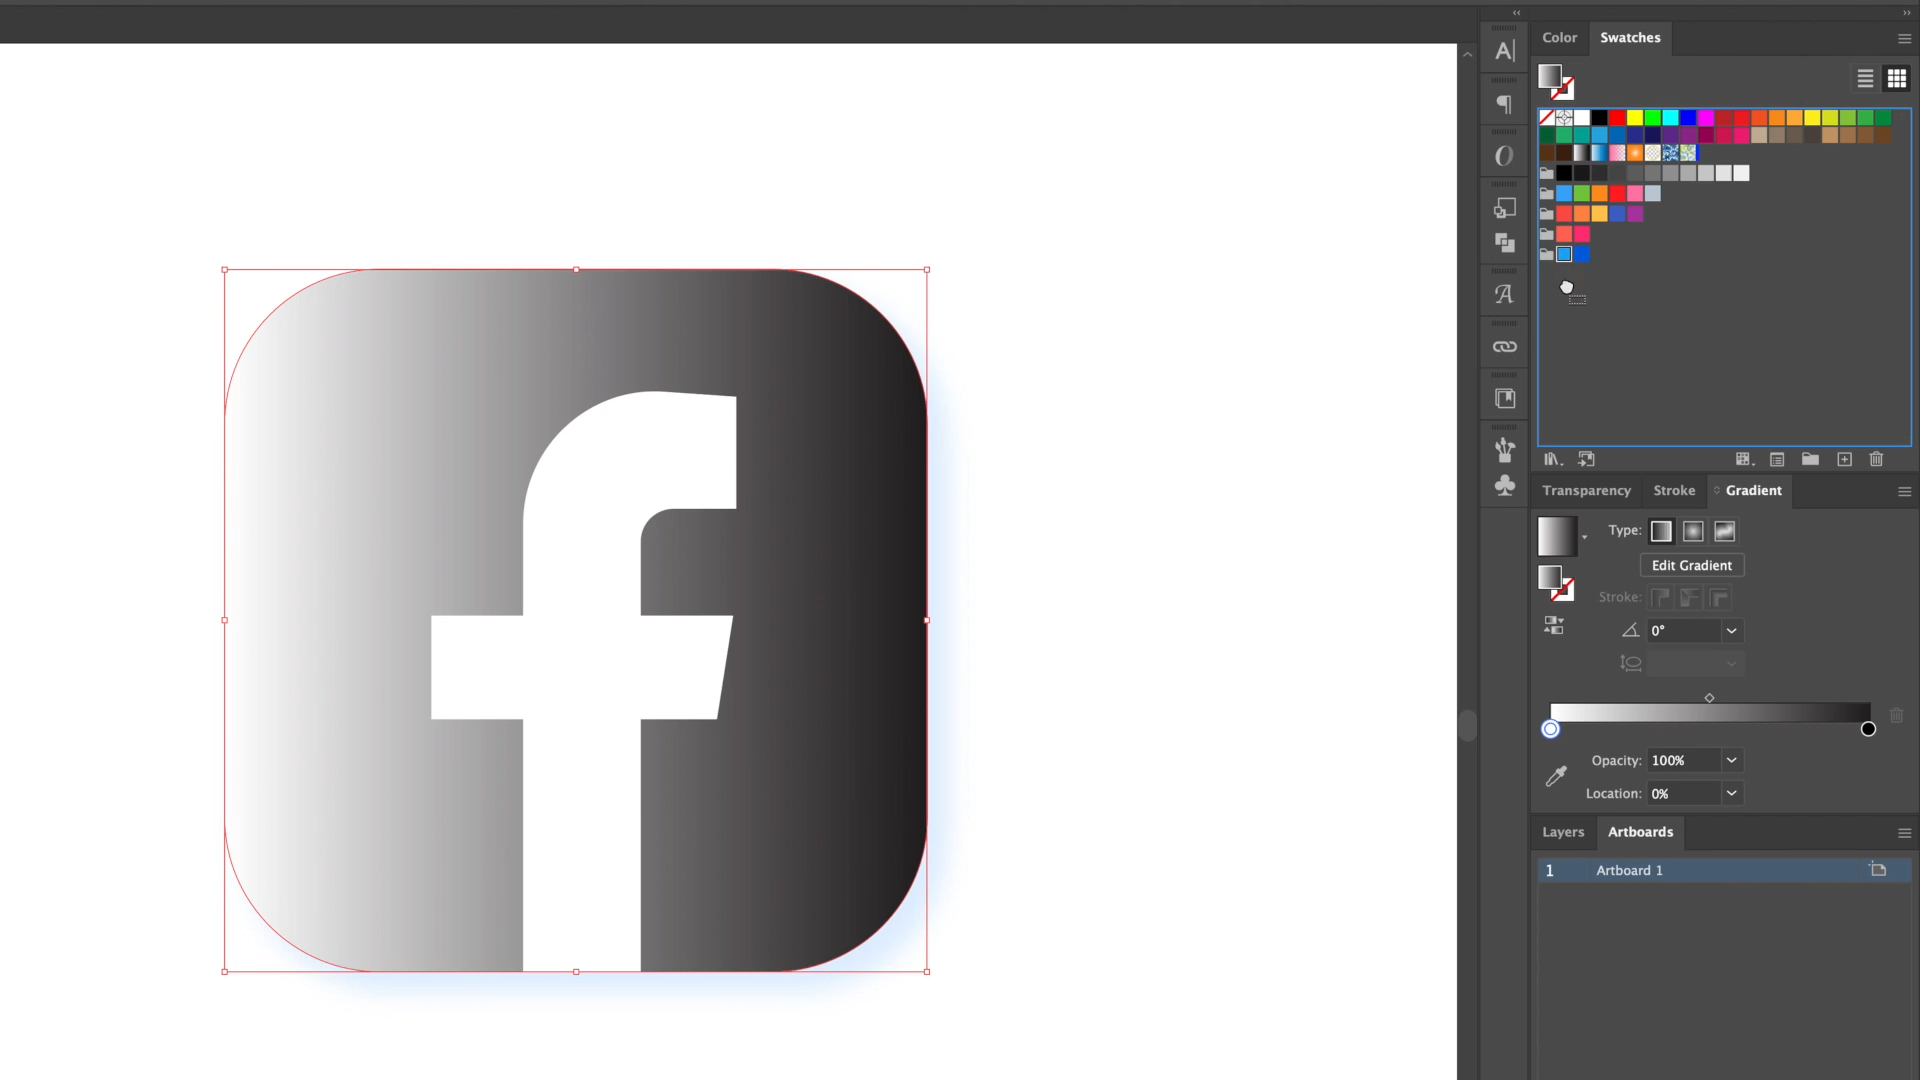 Color
Swatches
Transparency
Stroke
Gradient
Type:
Edit Gradient
Stroke:
0°
Opacity:
100%
Location:
0%
Layers
Artboards
1
Artboard 1